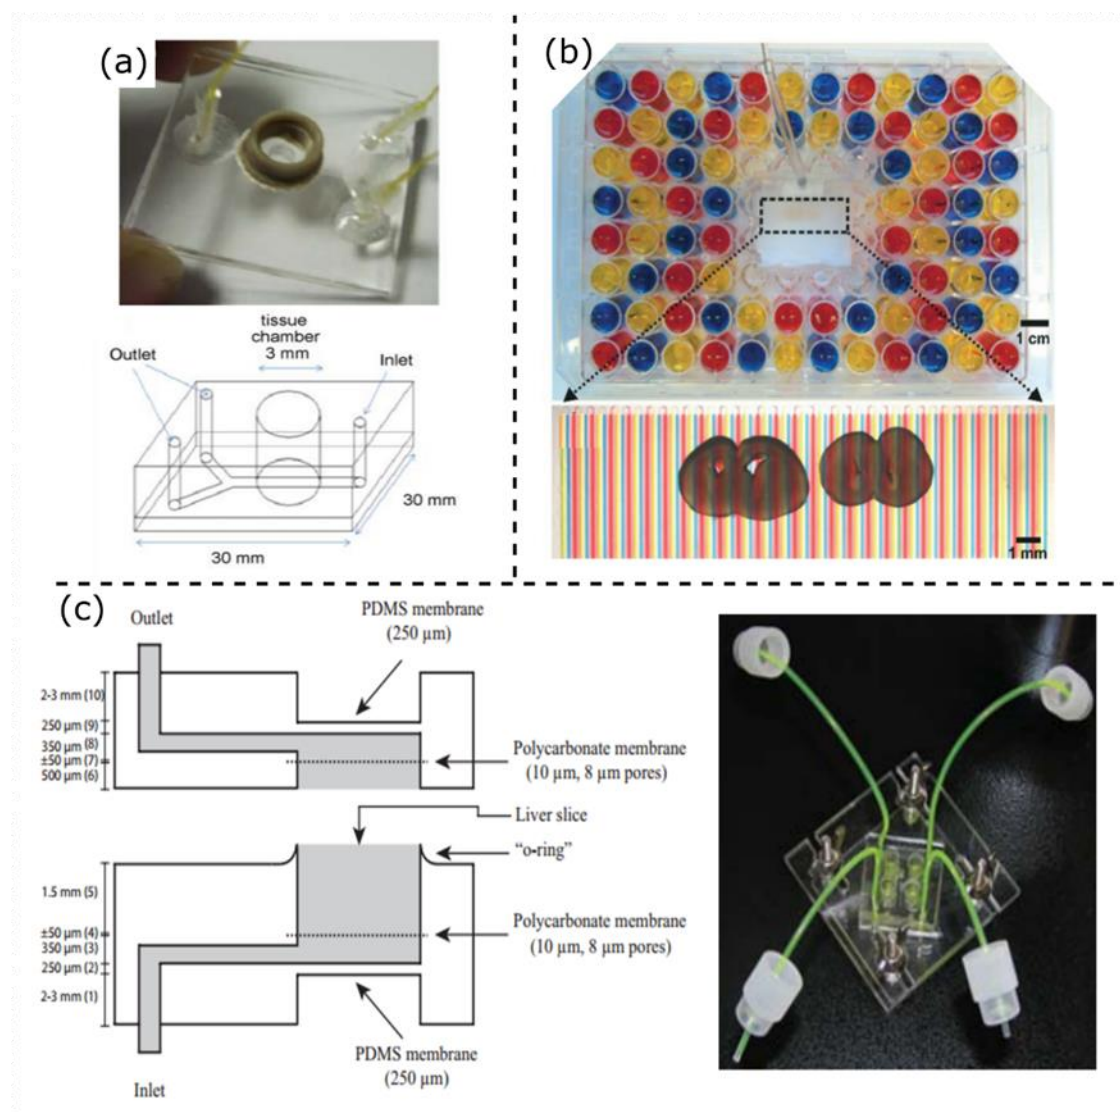 (a)
tissue
chamber
3 mm
Outlet
Inlet
30 mm
30 mm
(b)
1 cm
1 mm
(c)
Outlet
PDMS membrane
(250 µm)
2-3 mm (10)
250 µm (9)
350 µm (8)
±50 µm (7)
500 µm (6)
Polycarbonate membrane
(10 µm, 8 µm pores)
Liver slice
"o-ring"
1.5 mm (5)
±50 µm (4)
350 µm (3)
250 µm (2)
2-3 mm (1)
Polycarbonate membrane
(10 µm, 8 µm pores)
PDMS membrane
(250 µm)
Inlet